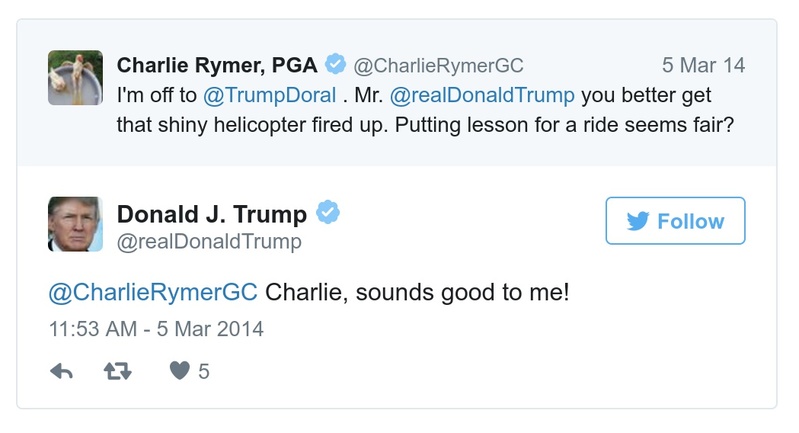 Charlie Rymer, PGA @CharlieRymerGC 5 Mar 14
I'm off to @TrumpDoral . Mr. @realDonaldTrump you better get
that shiny helicopter fired up. Putting lesson for a ride seems fair?
Donald J. Trump
@realDonaldTrump
Follow
@CharlieRymerGC Charlie, sounds good to me!
11:53 AM - 5 Mar 2014
5